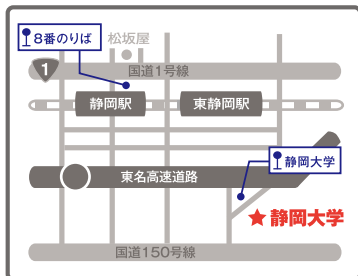 8番のりば
松坂屋
1
国道1号線
静岡駅
東静岡駅
静岡大学
東名高速道路
静岡大学
国道150号線